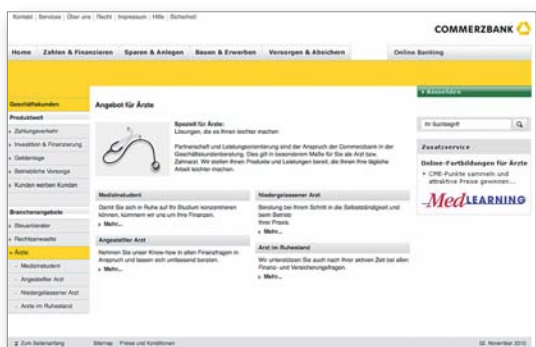 Kontakt | Services | Über uns | Recht | Impressum | Hilfe | Sicherheit
COMMERZBANK
Home Zahlen & Finanzieren Sparen & Anlegen Bauen & Erwerben Vorsorgen & Absichern Online Banking
Anmelden
Geschäftskunden
Produktwelt
Zahlungsverkehr
Investition & Finanzierung
Geldanlage
Betriebliche Vorsorge
Kunden werben Kunden
Branchenangebote
Steuerberater
Rechtsanwaelte
Ärzte
- Medizinstudent
- Angestellter Arzt
- Niedergelassener Arzt
- Arzte im Ruhestand
Angebot für Ärzte
Speziell für Ärzte:
Lösungen, die es Ihnen leichter machen
Partnerschaft und Leistungsorientierung sind der Anspruch der Commerzbank in der
Geschäftskundenberatung. Dies gilt in besonderem Maße für Sie als Arzt bzw.
Zahnarzt. Wir stellen Ihnen Produkte und Leistungen bereit, die Ihnen Ihre tägliche
Arbeit leichter machen.
Medizinstudent
Damit Sie sich in Ruhe auf Ihr Studium konzentrieren
können, kümmern wir uns um Ihre Finanzen.
Mehr...
Angestellter Arzt
Nehmen Sie unser Know-how in allen Finanzfragen in
Anspruch und lassen sich umfassend beraten.
Mehr...
Niedergelassener Arzt
Beratung bei Ihrem Schritt in die Selbstständigkeit und
beim Betrieb
Ihrer Praxis.
Mehr...
Arzt im Ruhestand
Wir unterstützen Sie auch nach Ihrer aktiven Zeit bei allen
Finanz- und Versicherungsfragen.
Mehr...
Ihr Suchbegriff
Zusatzservice
Online-Fortbildungen für Ärzte
CME-Punkte sammeln und
attraktive Preise gewinnen...
MedLEARNING
Zum Seitenanfang Sitemap Preise und Konditionen 02. November 2010